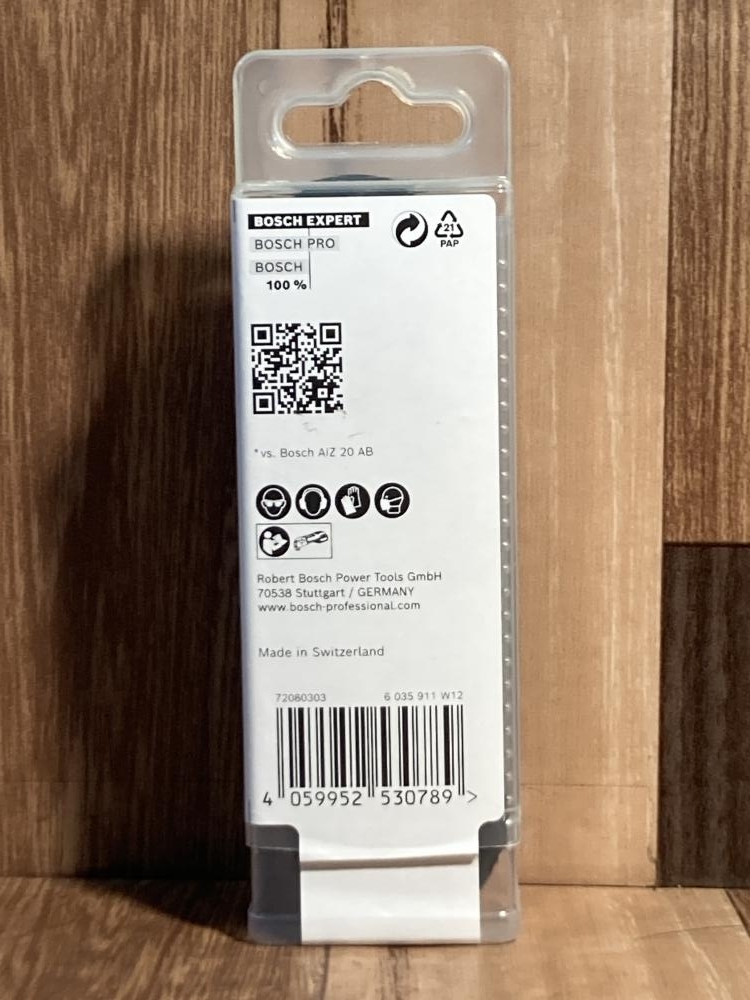 BOSCH EXPERT
BOSCH PRO
BOSCH
100 %
21
PAP
* vs. Bosch AIZ 20 AB
Robert Bosch Power Tools GmbH
70538 Stuttgart / GERMANY
www.bosch-professional.com
Made in Switzerland
72080303 6 035 911 W12
4 059952 530789 >